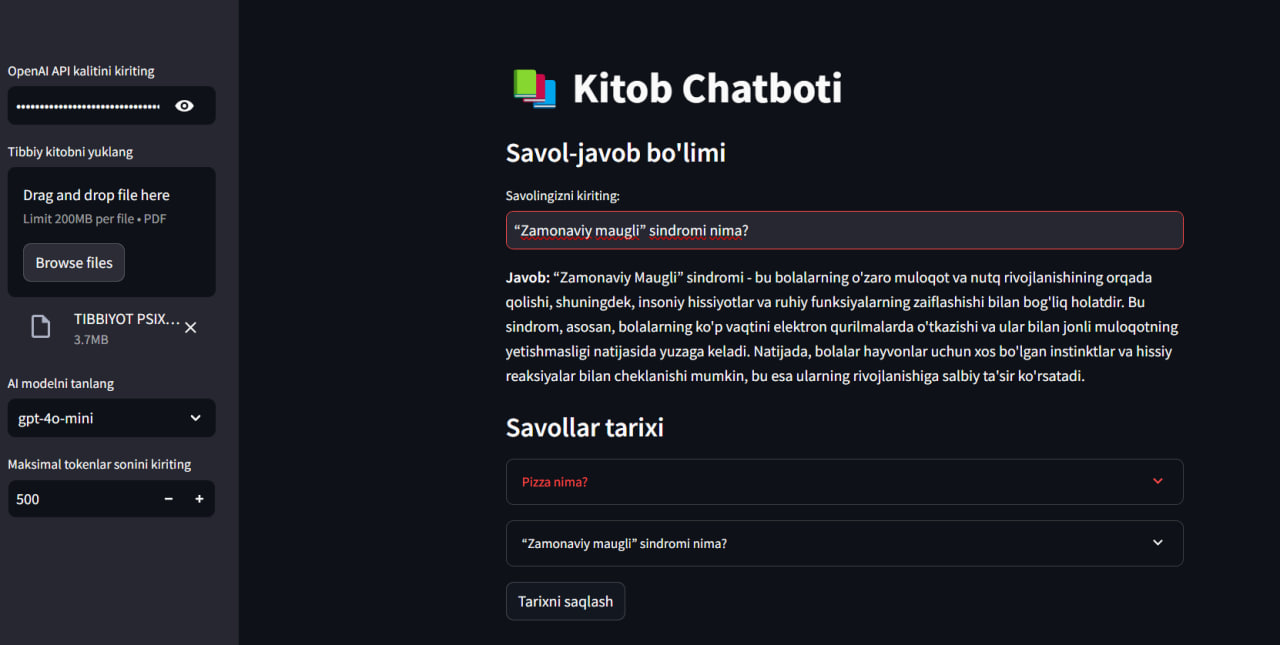 OpenAI API kalitini kiriting
Tibbiy kitobni yuklang
Drag and drop file here
Limit 200MB per file • PDF
Browse files
TIBBIYOT PSIX...
3.7MB
AI modelni tanlang
gpt-4o-mini
Maksimal tokenlar sonini kiriting
500
Kitob Chatboti
Savol-javob bo'limi
Savolingizni kiriting:
“Zamonaviy maugli” sindromi nima?
Javob: “Zamonaviy Maugli” sindromi - bu bolalarning o'zaro muloqot va nutq rivojlanishining orqada
qolishi, shuningdek, insoniy hissiyotlar va ruhiy funksiyalarning zaiflashishi bilan bog'liq holatdir. Bu
sindrom, asosan, bolalarning ko'p vaqtini elektron qurilmalarda o'tkazishi va ular bilan jonli muloqotning
yetishmasligi natijasida yuzaga keladi. Natijada, bolalar hayvonlar uchun xos bo'lgan instinktlar va hissiy
reaksiyalar bilan cheklanishi mumkin, bu esa ularning rivojlanishiga salbiy ta'sir ko'rsatadi.
Savollar tarixi
Pizza nima?
“Zamonaviy maugli” sindromi nima?
Tarixni saqlash